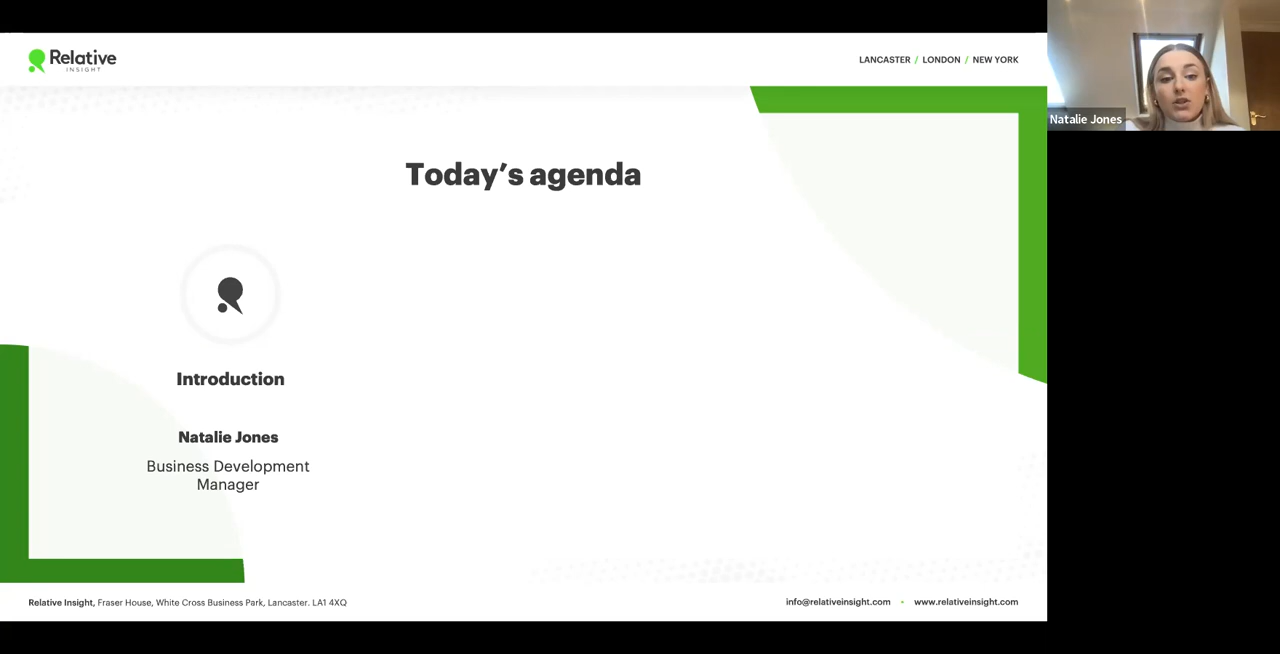 Relative
INSIGHT
LANCASTER / LONDON / NEW YORK
Natalie Jones
Today's agenda
Introduction
Natalie Jones
Business Development
Manager
Relative Insight, Fraser House, White Cross Business Park, Lancaster. LA1 4XQ
info@relativeinsight.com • www.relativeinsight.com